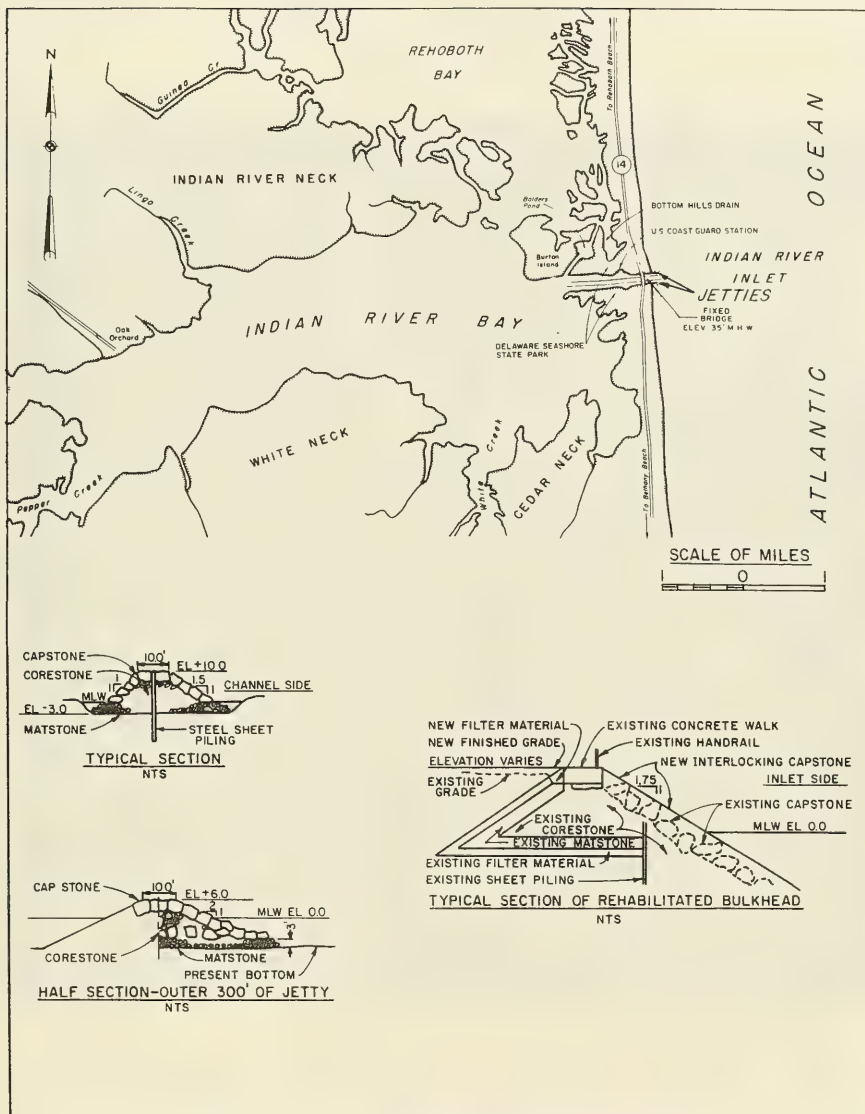 N
Guinea Cr.
REHOBOTH
BAY
To Rehoboth Beach
14
OCEAN
INDIAN RIVER NECK
Lingo Creek
Balders
Pond
BOTTOM HILLS DRAIN
U.S. COAST GUARD STATION
Burton
Island
INDIAN RIVER
INLET
JETTIES
FIXED
BRIDGE
ELEV 35' M H W
Oak
Orchard
INDIAN RIVER BAY
DELAWARE SEASHORE
STATE PARK
ATLANTIC
WHITE NECK
White Creek
CEDAR NECK
Pepper Creek
To Bethany Beach
SCALE OF MILES
1 0 1
CAPSTONE
10.0'
EL +10.0
CORESTONE
1
1
1.5
1
CHANNEL SIDE
MLW
EL -3.0
MATSTONE
STEEL SHEET
PILING
TYPICAL SECTION
NTS
NEW FILTER MATERIAL
EXISTING CONCRETE WALK
NEW FINISHED GRADE
EXISTING HANDRAIL
ELEVATION VARIES
NEW INTERLOCKING CAPSTONE
EXISTING
GRADE
1.75
1
INLET SIDE
EXISTING CAPSTONE
EXISTING
CORESTONE
MLW EL 0.0
EXISTING MATSTONE
EXISTING FILTER MATERIAL
EXISTING SHEET PILING
TYPICAL SECTION OF REHABILITATED BULKHEAD
NTS
CAP STONE
10.0'
EL +6.0
2
1
MLW EL 0.0
3'
CORESTONE
MATSTONE
PRESENT BOTTOM
HALF SECTION-OUTER 300' OF JETTY
NTS